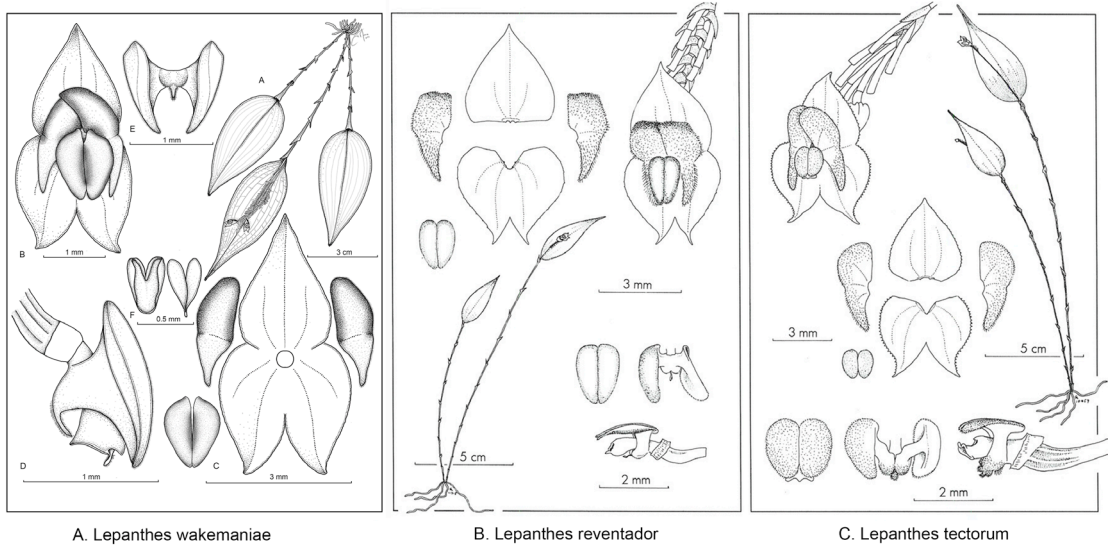 A
E
1 mm
B
1 mm
3 cm
F
0.5 mm
D
1 mm
C
3 mm
3 mm
5 cm
2 mm
3 mm
5 cm
2 mm
A. Lepanthes wakemaniae
B. Lepanthes reventador
C. Lepanthes tectorum